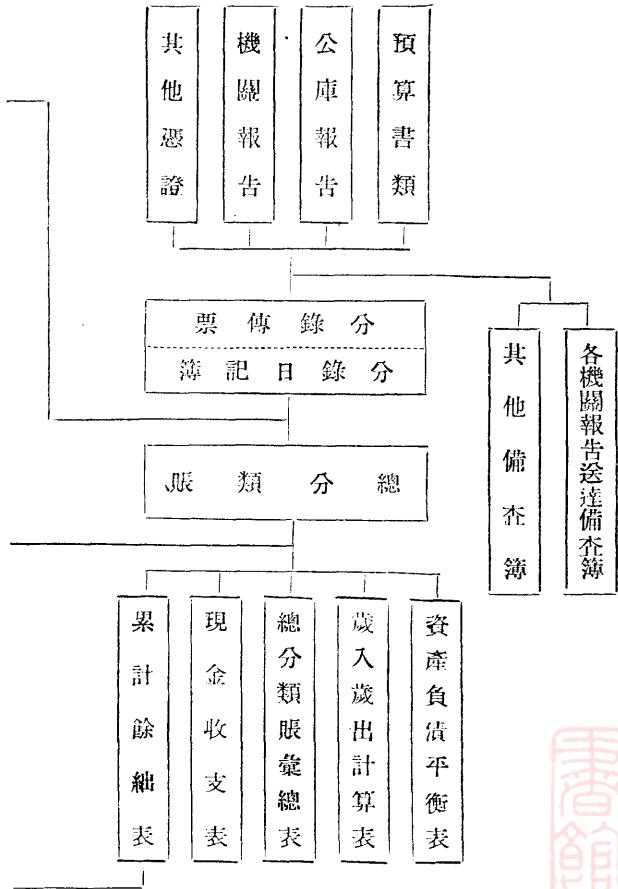 預算書類
公庫報告
機關報告
其他憑證
分錄傳票
分錄日記簿
各機關報告送達備查簿
其他備查簿
總分類賬
資產負債平衡表
歲入歲出計算表
總分類賬彙總表
現金收支表
累計餘絀表